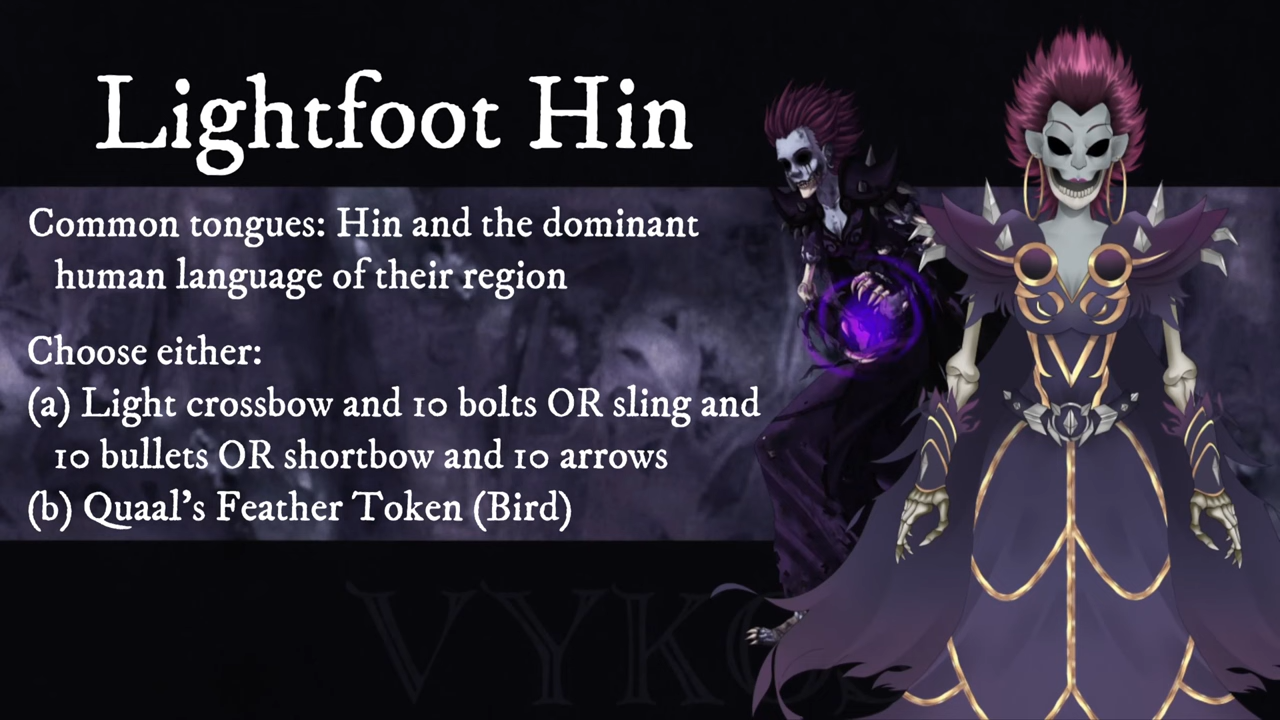 Lightfoot Hin
Common tongues: Hin and the dominant
human language of their region
Choose either:
(a) Light crossbow and 10 bolts OR sling and
10 bullets OR shortbow and 10 arrows
(b) Quaal’s Feather Token (Bird)